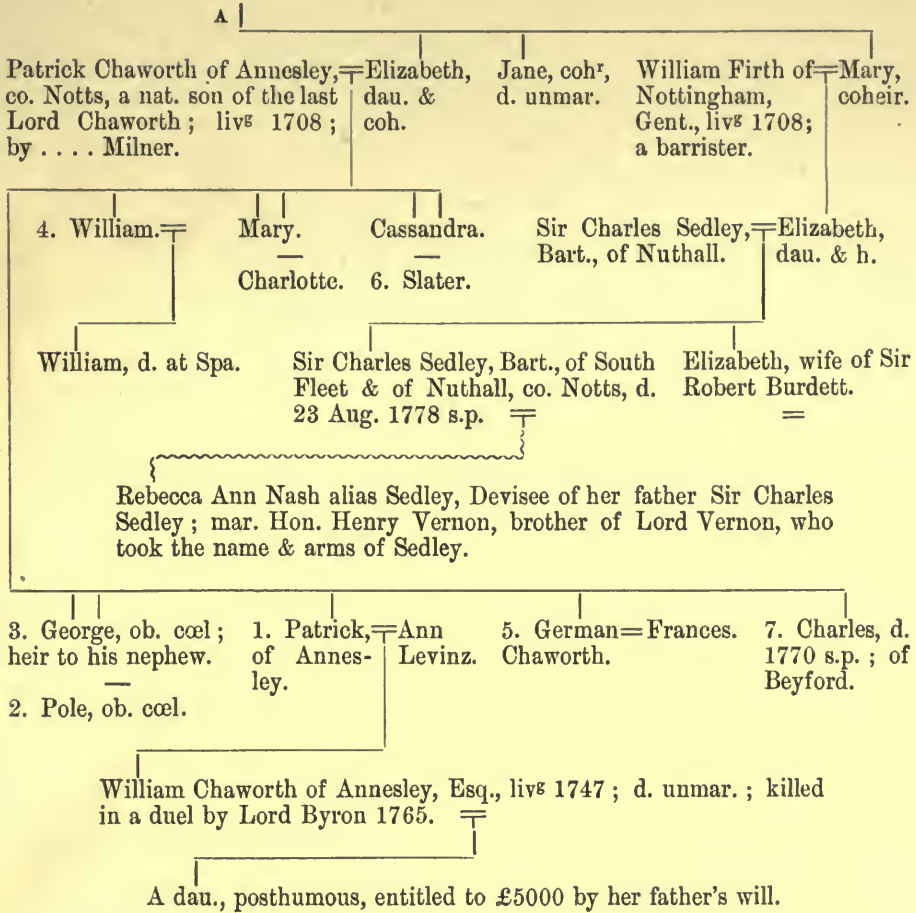 A
Patrick Chaworth of Annesley,
co. Notts, a nat. son of the last
Lord Chaworth ; livᵍ 1708 ;
by . . . . Milner.
Elizabeth,
dau. &
coh.
Jane, cohʳ,
d. unmar.
William Firth of
Nottingham,
Gent., livᵍ 1708;
a barrister.
Mary,
coheir.
4. William.
Mary.
—
Charlotte.
Cassandra.
—
6. Slater.
Sir Charles Sedley,
Bart., of Nuthall.
Elizabeth,
dau. & h.
William, d. at Spa.
Sir Charles Sedley, Bart., of South
Fleet & of Nuthall, co. Notts, d.
23 Aug. 1778 s.p.
Elizabeth, wife of Sir
Robert Burdett.
=
Rebecca Ann Nash alias Sedley, Devisee of her father Sir Charles
Sedley ; mar. Hon. Henry Vernon, brother of Lord Vernon, who
took the name & arms of Sedley.
3. George, ob. cœl ;
heir to his nephew.
—
2. Pole, ob. cœl.
1. Patrick,
of Annes-
ley.
Ann
Levinz.
5. German=Frances.
Chaworth.
7. Charles, d.
1770 s.p. ; of
Beyford.
William Chaworth of Annesley, Esq., livᵍ 1747 ; d. unmar. ; killed
in a duel by Lord Byron 1765.
A dau., posthumous, entitled to £5000 by her father's will.